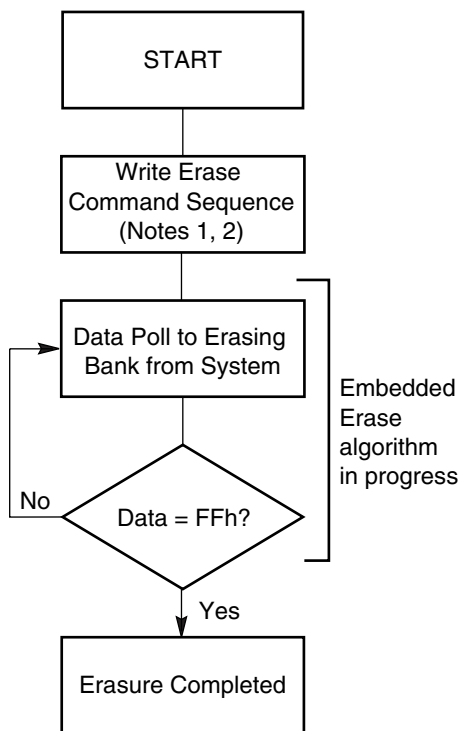 START
Write Erase
Command Sequence
(Notes 1, 2)
Data Poll to Erasing
Bank from System
Embedded
Erase
algorithm
in progress
No
Data = FFh?
Yes
Erasure Completed